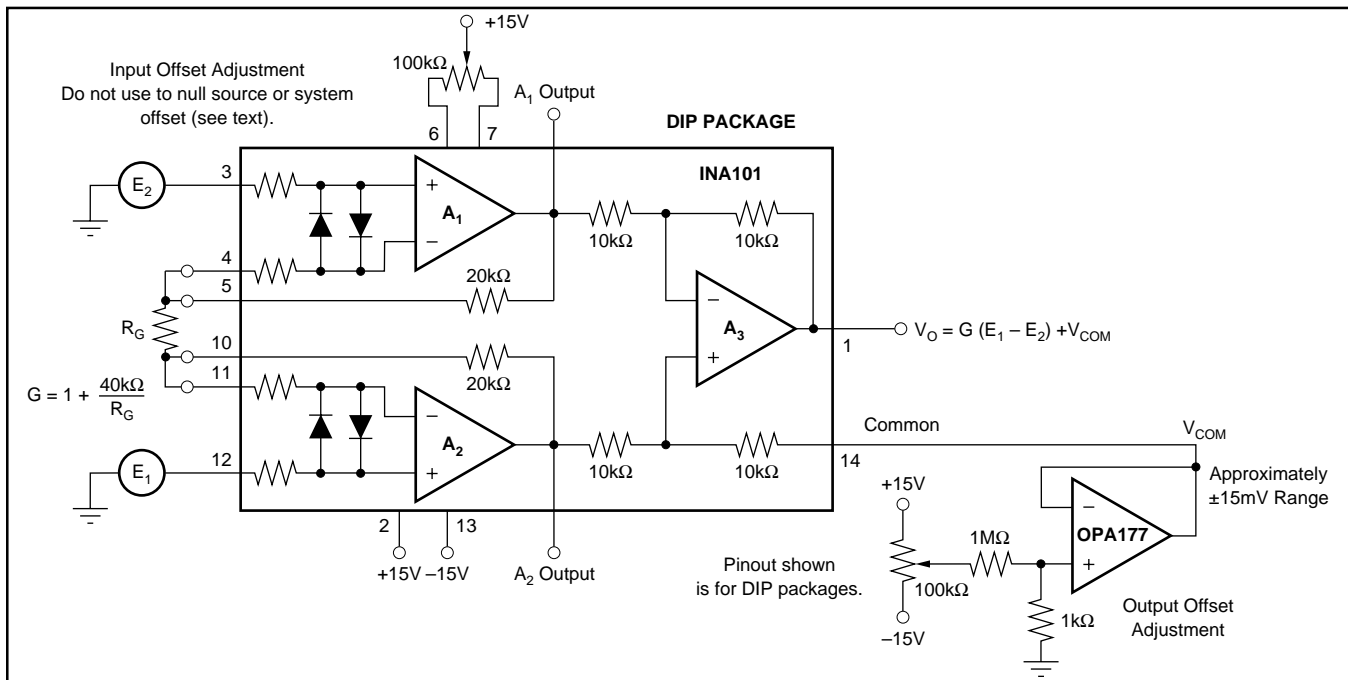 +15V
100kΩ
Input Offset Adjustment
Do not use to null source or system
offset (see text).
A1 Output
6
7
DIP PACKAGE
INA101
3
E2
+
A1
–
10kΩ
10kΩ
4
5
20kΩ
RG
–
A3
+
1
VO = G (E1 – E2) +VCOM
10
20kΩ
11
G = 1 + 40kΩ
RG
–
A2
+
12
E1
10kΩ
10kΩ
Common
14
VCOM
2
13
+15V
–15V
A2 Output
Approximately
±15mV Range
+15V
–
OPA177
+
1MΩ
100kΩ
Pinout shown
is for DIP packages.
–15V
1kΩ
Output Offset
Adjustment